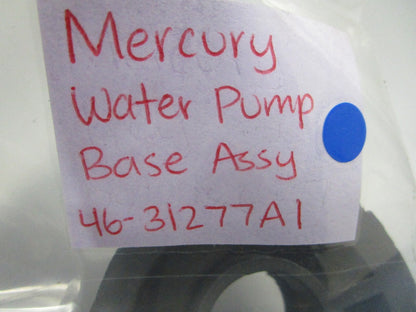 Mercury
Water Pump
Base Assy
46-31277A1